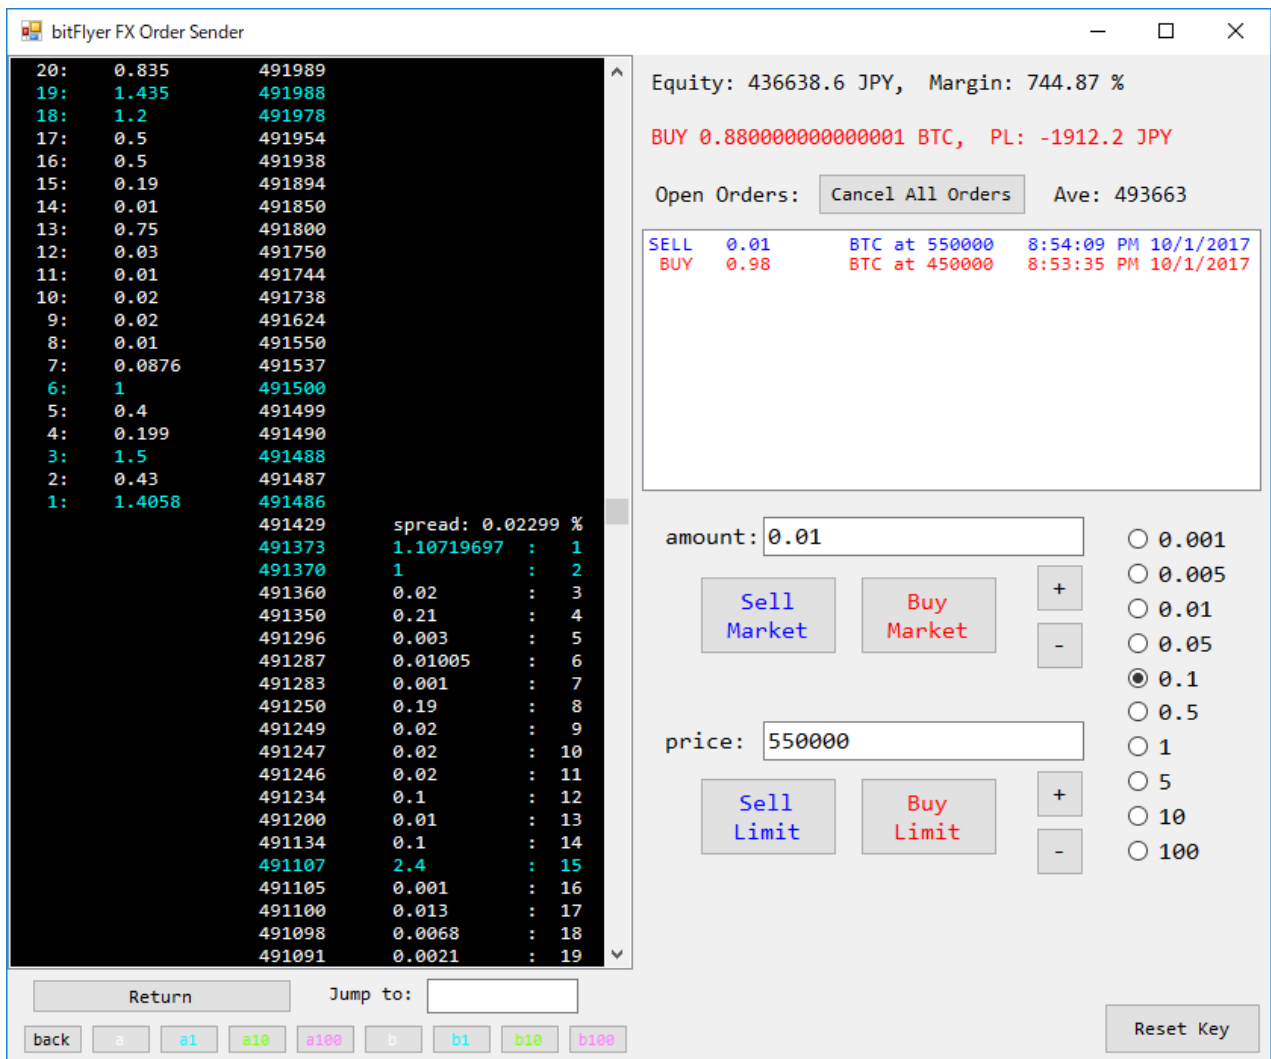 bitFlyer FX Order Sender
20: 0.835 491989
19: 1.435 491988
18: 1.2 491978
17: 0.5 491954
16: 0.5 491938
15: 0.19 491894
14: 0.01 491850
13: 0.75 491800
12: 0.03 491750
11: 0.01 491744
10: 0.02 491738
9: 0.02 491624
8: 0.01 491550
7: 0.0876 491537
6: 1 491500
5: 0.4 491499
4: 0.199 491490
3: 1.5 491488
2: 0.43 491487
1: 1.4058 491486
491429 spread: 0.02299 %
491373 1.10719697 : 1
491370 1 : 2
491360 0.02 : 3
491350 0.21 : 4
491296 0.003 : 5
491287 0.01005 : 6
491283 0.001 : 7
491250 0.19 : 8
491249 0.02 : 9
491247 0.02 : 10
491246 0.02 : 11
491234 0.1 : 12
491200 0.01 : 13
491134 0.1 : 14
491107 2.4 : 15
491105 0.001 : 16
491100 0.013 : 17
491098 0.0068 : 18
491091 0.0021 : 19
Return Jump to:
back a a1 a10 a100 b b1 b10 b100
Equity: 436638.6 JPY, Margin: 744.87 %
BUY 0.880000000000001 BTC, PL: -1912.2 JPY
Open Orders: Cancel All Orders Ave: 493663
SELL 0.01 BTC at 550000 8:54:09 PM 10/1/2017
BUY 0.98 BTC at 450000 8:53:35 PM 10/1/2017
amount: 0.01
Sell
Market
Buy
Market
+
-
price: 550000
Sell
Limit
Buy
Limit
+
-
0.001
0.005
0.01
0.05
0.1
0.5
1
5
10
100
Reset Key